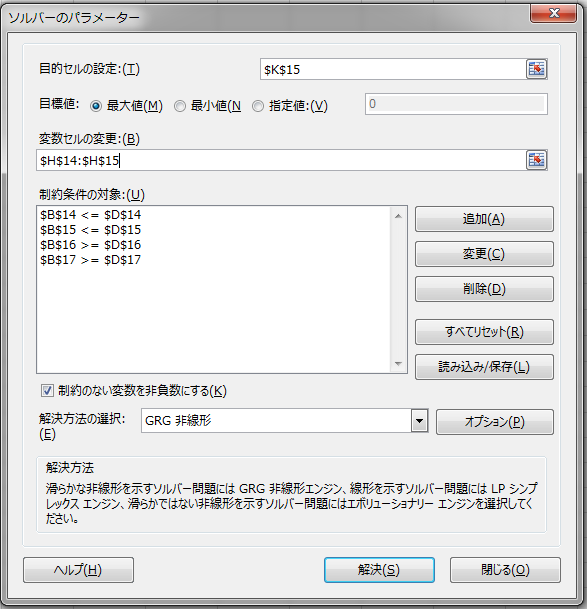 ソルバーのパラメーター
目的セルの設定:(T) $K$15
目標値: 最大値(M) 最小値(N 指定値:(V) 0
変数セルの変更:(B)
$H$14:$H$15
制約条件の対象:(U)
$B$14 <= $D$14
$B$15 <= $D$15
$B$16 >= $D$16
$B$17 >= $D$17
追加(A)
変更(C)
削除(D)
すべてリセット(R)
読み込み/保存(L)
制約のない変数を非負数にする(K)
解決方法の選択:
(E)
GRG 非線形
オプション(P)
解決方法
滑らかな非線形を示すソルバー問題には GRG 非線形エンジン、線形を示すソルバー問題には LP シンプ
レックス エンジン、滑らかではない非線形を示すソルバー問題にはエボリューショナリー エンジンを選択してく
ださい。
ヘルプ(H) 解決(S) 閉じる(O)